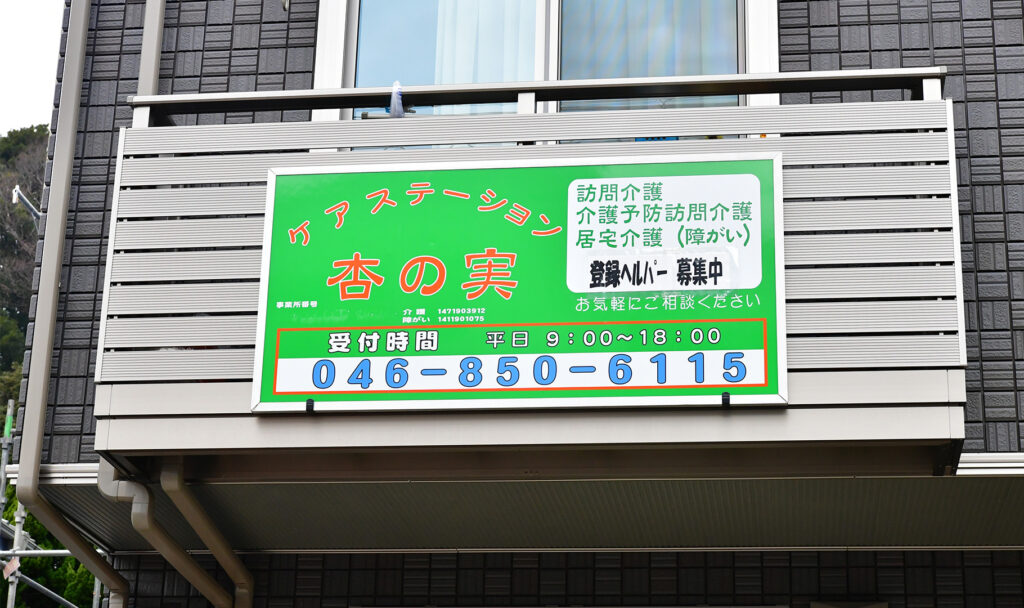 ケアステーション
杏の実
事業所番号
介護 1471903912
障がい 1411901075
訪問介護
介護予防訪問介護
居宅介護(障がい)
登録ヘルパー 募集中
お気軽にご相談ください
受付時間 平日 9:00〜18:00
046-850-6115